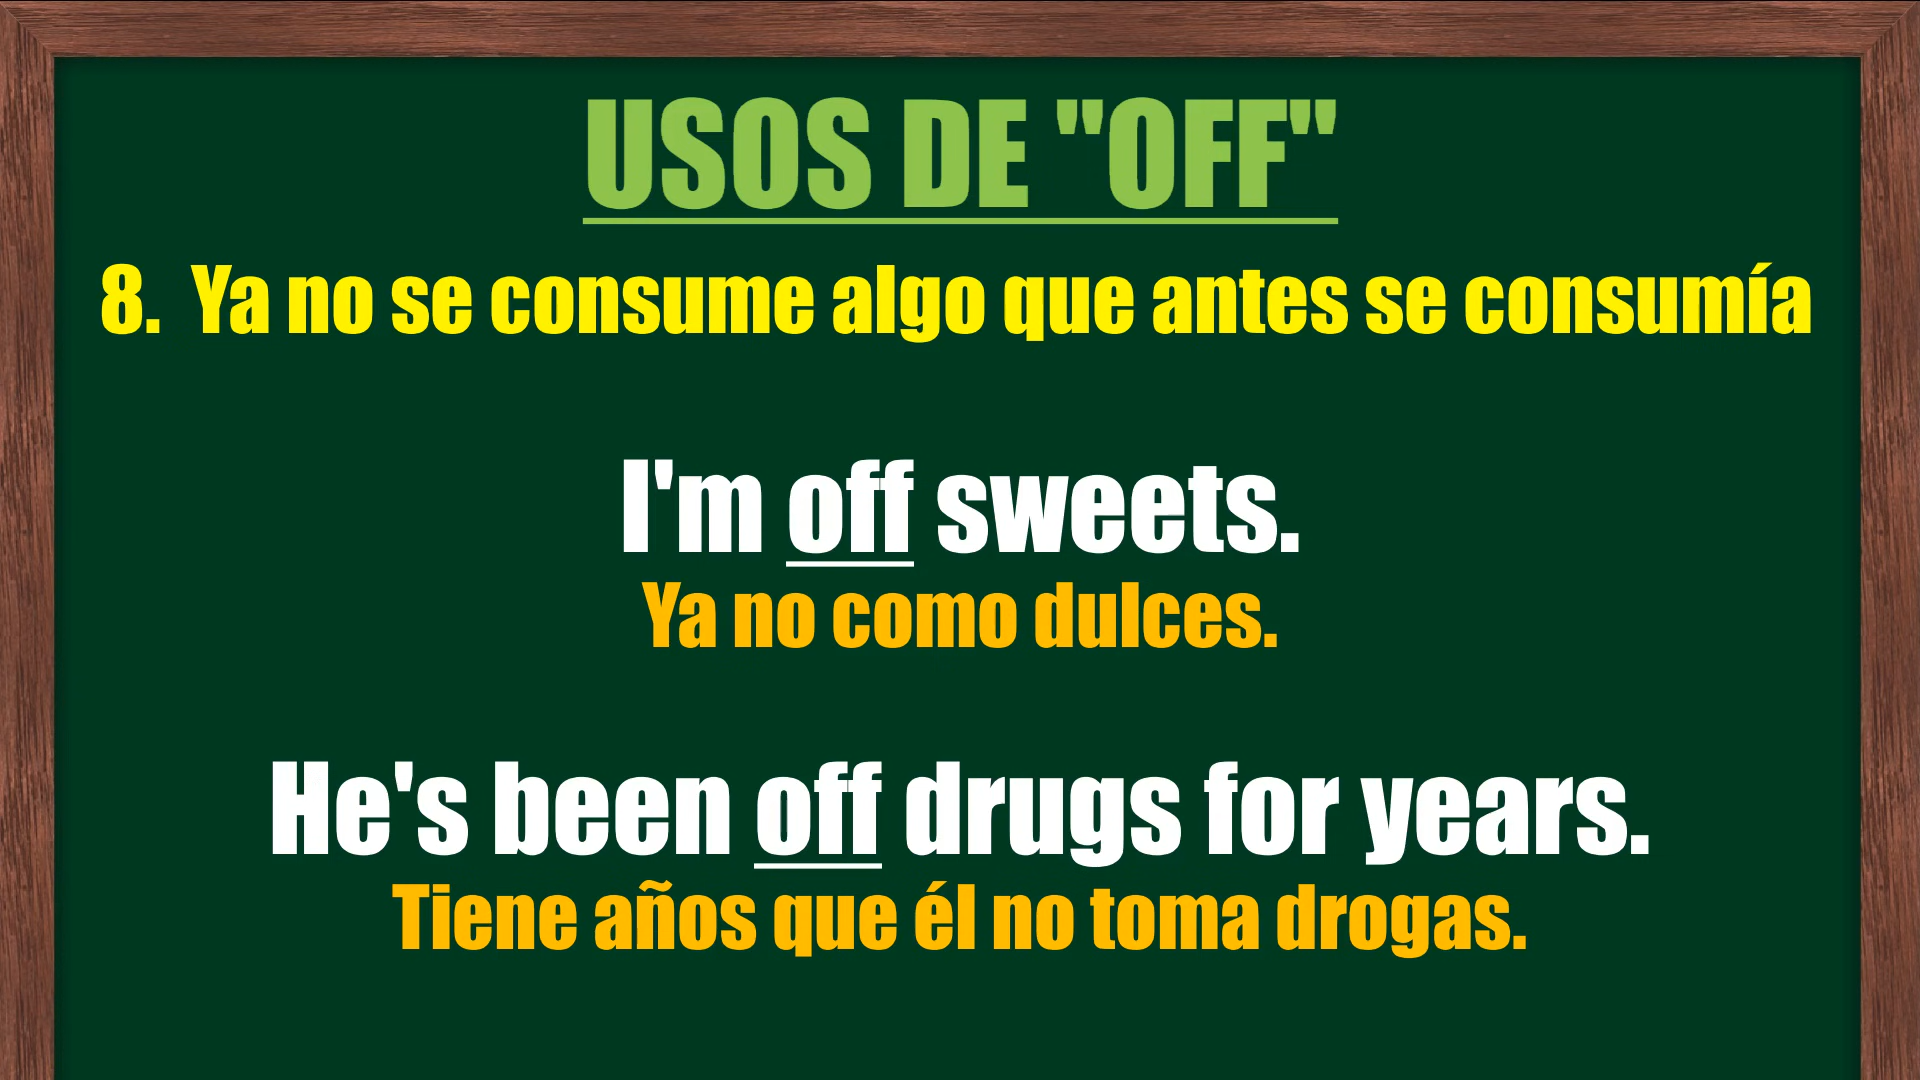 USOS DE "OFF"
8. Ya no se consume algo que antes se consumía
I'm off sweets.
Ya no como dulces.
He's been off drugs for years.
Tiene años que él no toma drogas.